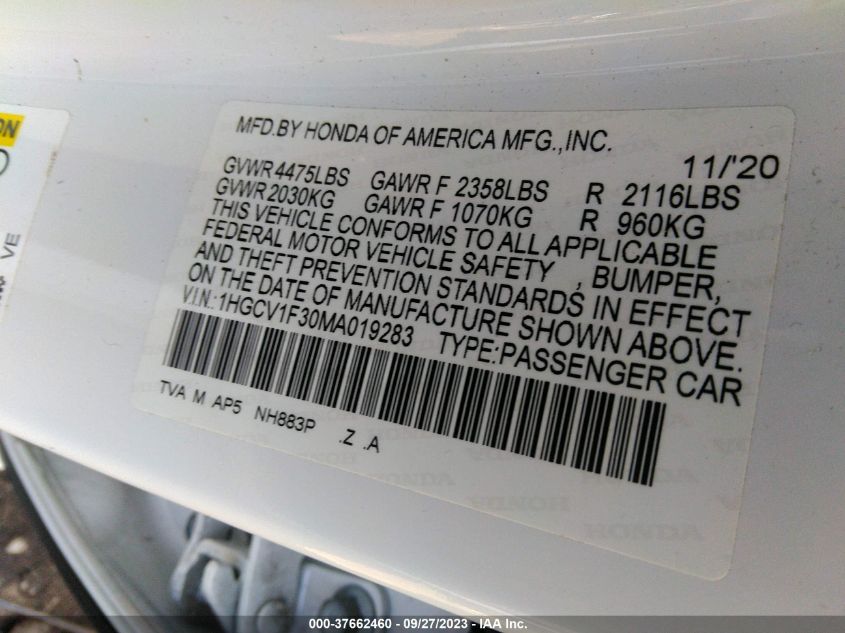 MFD.BY HONDA OF AMERICA MFG.,INC.
11/'20
GVWR 4475LBS GAWR F 2358LBS R 2116LBS
GVWR 2030KG GAWR F 1070KG R 960KG
THIS VEHICLE CONFORMS TO ALL APPLICABLE
FEDERAL MOTOR VEHICLE SAFETY , BUMPER,
AND THEFT PREVENTION STANDARDS IN EFFECT
ON THE DATE OF MANUFACTURE SHOWN ABOVE.
V.I.N.:1HGCV1F30MA019283 TYPE:PASSENGER CAR
TVA M AP5 NH883P .Z .A
HONDA HONDA
VE
000-37662460 - 09/27/2023 - IAA Inc.